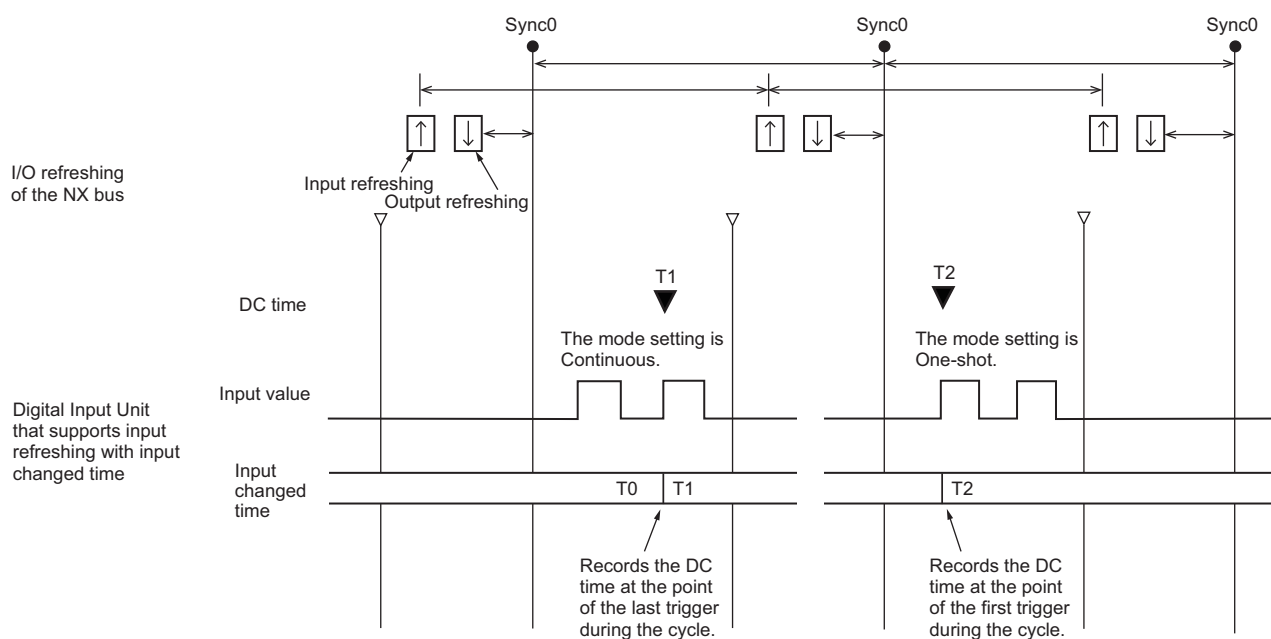 Sync0
Sync0
Sync0
I/O refreshing
of the NX bus
Input refreshing
Output refreshing
T1
T2
DC time
The mode setting is
Continuous.
The mode setting is
One-shot.
Input value
Digital Input Unit
that supports input
refreshing with input
changed time
Input
changed
time
T0
T1
T2
Records the DC
time at the point
of the last trigger
during the cycle.
Records the DC
time at the point
of the first trigger
during the cycle.